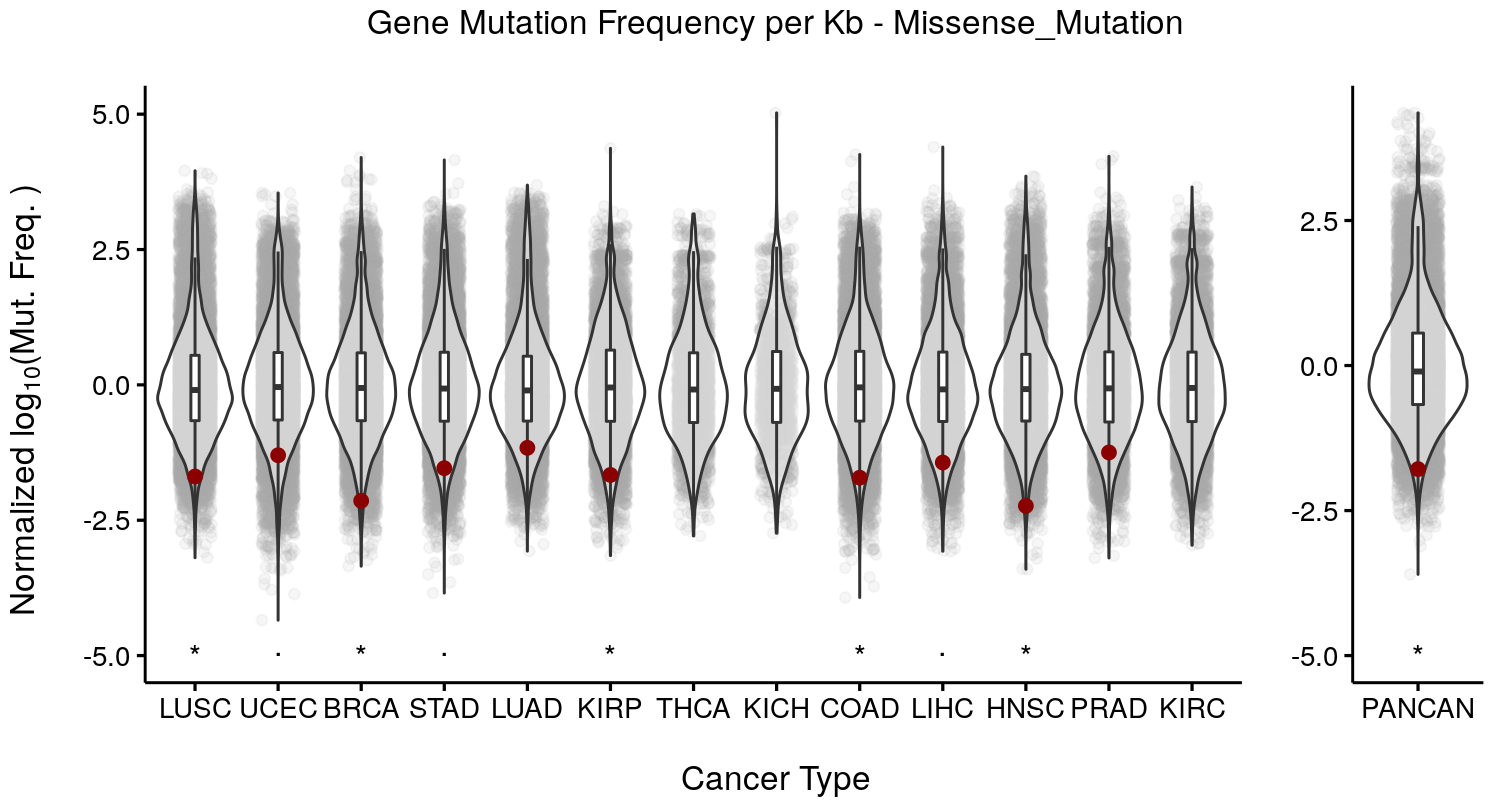 Gene Mutation Frequency per Kb - Missense_Mutation
Normalized log₁₀(Mut. Freq. )
5.0
2.5
0.0
-2.5
-5.0
* . * . * * . *
LUSC UCEC BRCA STAD LUAD KIRP THCA KICH COAD LIHC HNSC PRAD KIRC
2.5
0.0
-2.5
-5.0
*
PANCAN
Cancer Type